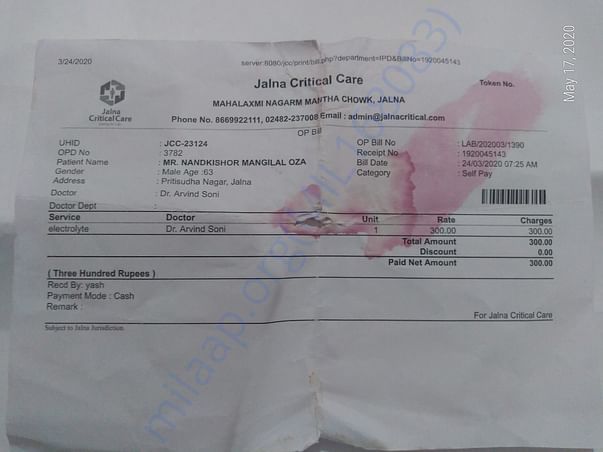 3/24/2020
server:8080/jcc/print/bill.php?department=IPD&BillNo=1920045143
May 17, 2020
Jalna Critical Care
Token No.
Jalna
Critical Care
MAHALAXMI NAGARM MANTHA CHOWK, JALNA
Phone No. 8669922111, 02482-237008 Email : admin@jalnacritical.com
OP Bill
UHID : JCC-23124 OP Bill No : LAB/202003/1390
OPD No : 3782 Receipt No : 1920045143
Patient Name : MR. NANDKISHOR MANGILAL OZA Bill Date : 24/03/2020 07:25 AM
Gender : Male Age :63 Category : Self Pay
Address : Pritisudha Nagar, Jalna
Doctor : Dr. Arvind Soni
Doctor Dept :
Service Doctor Unit Rate Charges
electrolyte Dr. Arvind Soni 1 300.00 300.00
Total Amount 300.00
Discount 0.00
Paid Net Amount 300.00
( Three Hundred Rupees )
Recd By: yash
Payment Mode : Cash
Remark :
For Jalna Critical Care
Subject to Jalna Jurisdiction.
milaap.org